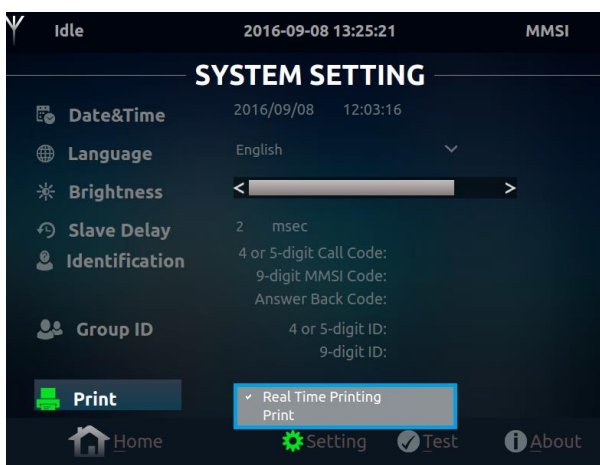 Idle 2016-09-08 13:25:21 MMSI
SYSTEM SETTING
Date&Time 2016/09/08 12:03:16
Language English
Brightness < >
Slave Delay 2 msec
Identification 4 or 5-digit Call Code:
9-digit MMSI Code:
Answer Back Code:
Group ID 4 or 5-digit ID:
9-digit ID:
Print Real Time Printing
Print
Home Setting Test About